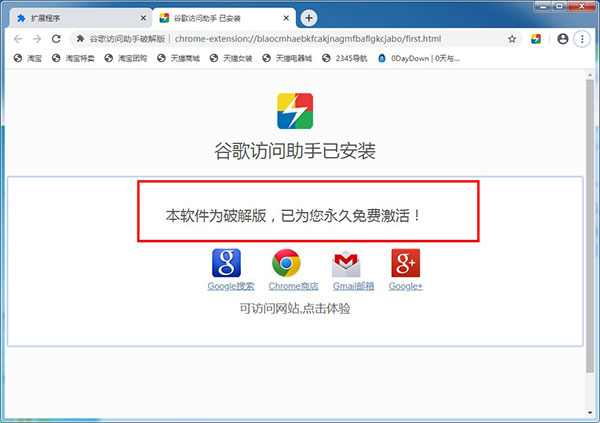 扩展程序
谷歌访问助手 已安装
谷歌访问助手破解版 | chrome-extension://blaocmhaebkfcakjnagmfbaflgkcjabo/first.html
淘宝 淘宝特卖 淘宝团购 天猫商城 天猫女装 天猫电器城 2345导航 0DayDown | 0天与...
谷歌访问助手已安装
本软件为破解版，已为您永久免费激活！
Google搜索 Chrome商店 Gmail邮箱 Google+
可访问网站,点击体验